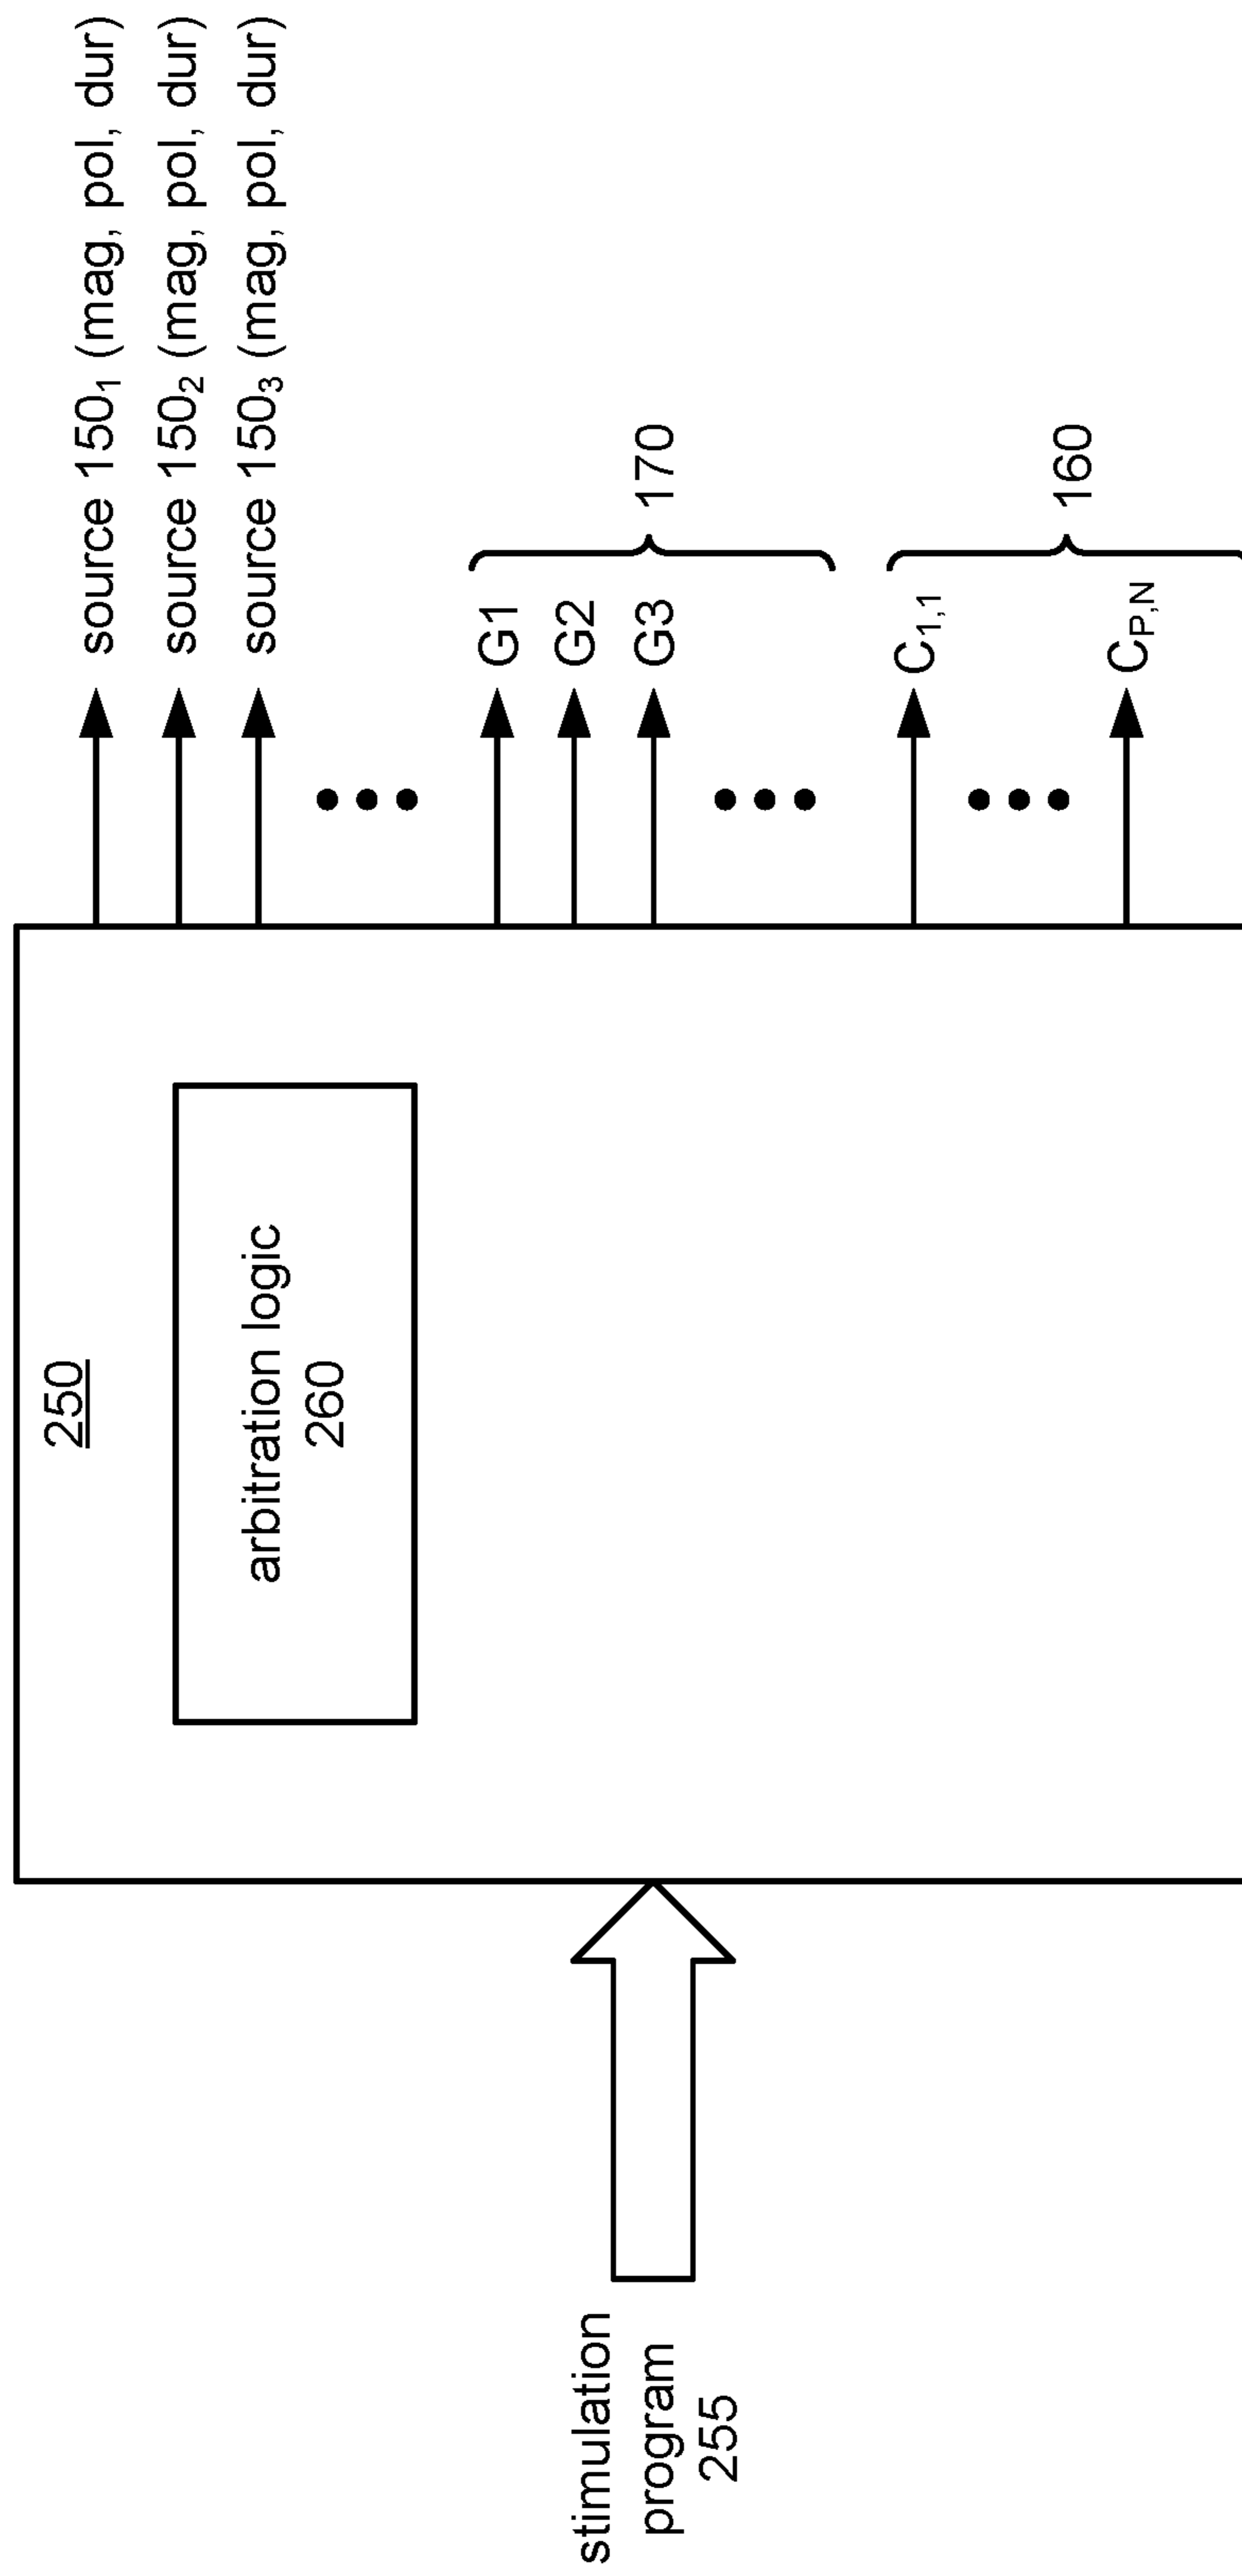 250
arbitration logic
260
stimulation
program
255
source 150₁ (mag, pol, dur)
source 150₂ (mag, pol, dur)
source 150₃ (mag, pol, dur)
G1
G2
G3
170
C₁,₁
C_P,N
160